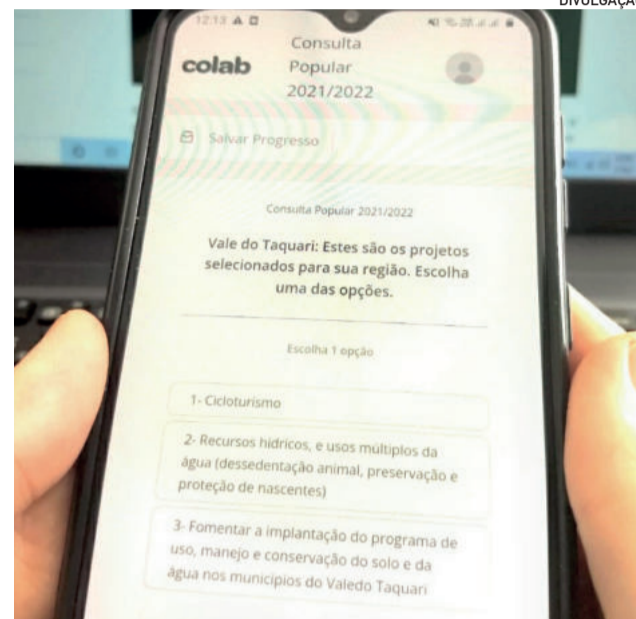 DIVULGAÇÃO
12:13
colab
Consulta
Popular
2021/2022
Salvar Progresso
Consulta Popular 2021/2022
Vale do Taquari: Estes são os projetos
selecionados para sua região. Escolha
uma das opções.
Escolha 1 opção
1- Cicloturismo
2- Recursos hídricos, e usos múltiplos da
água (dessedentação animal, preservação e
proteção de nascentes)
3- Fomentar a implantação do programa de
uso, manejo e conservação do solo e da
água nos municípios do Valedo Taquari